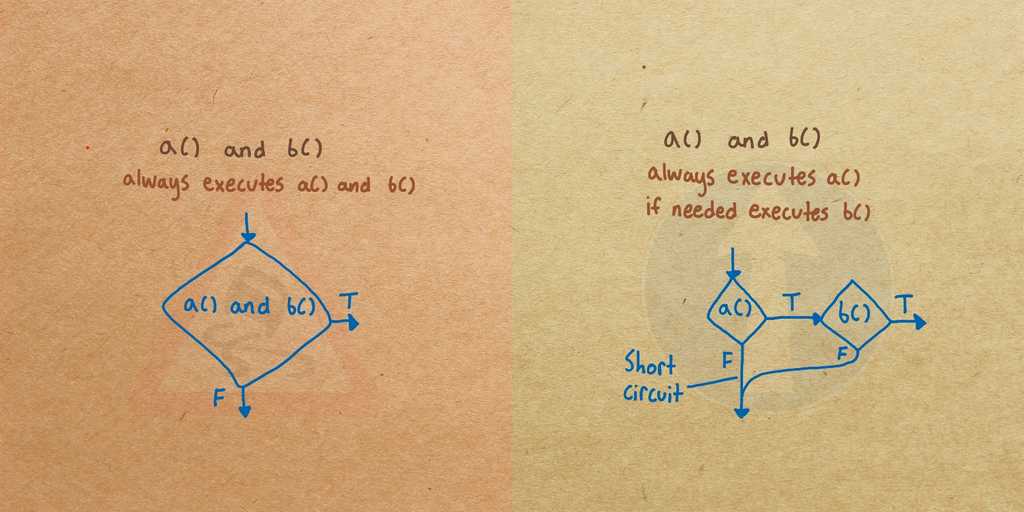 a() and b()
always executes a() and b()
a() and b()
T
F
a() and b()
always executes a()
if needed executes b()
a()
T
b()
T
F
F
Short
circuit